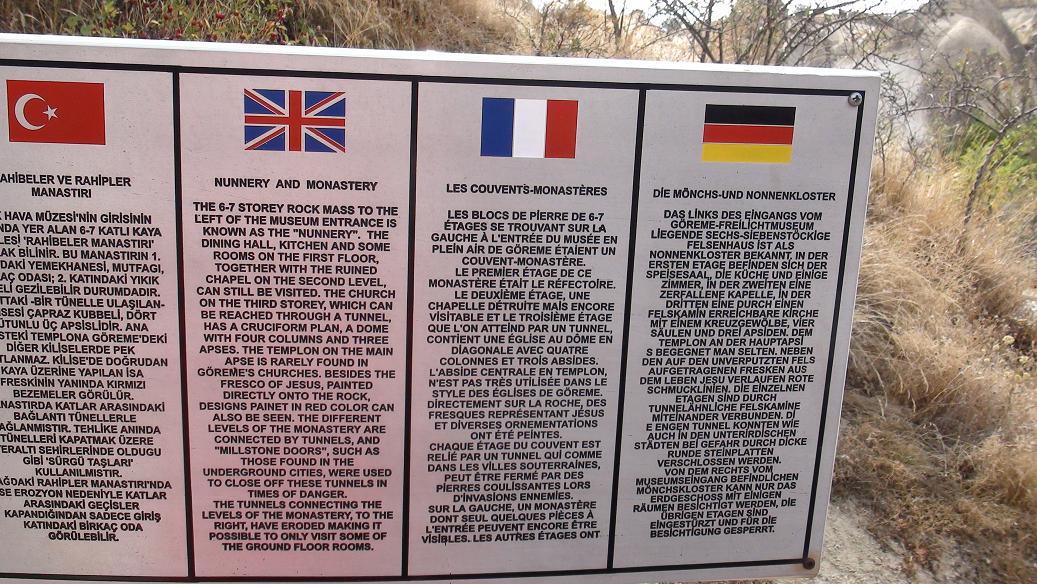 AHİBELER VE RAHİPLER
MANASTIRI
HAVA MÜZESİ'NİN GİRİSİNİN
NDA YER ALAN 6-7 KATLI KAYA
LEŞİ 'RAHİBELER MANASTIRI'
AK BİLİNİR. BU MANASTIRIN 1.
DAKİ YEMEKHANESİ, MUTFAĞI,
AÇ ODASI; 2. KATINDAKİ YIKIK
ELİ GEZİLEBİLİR DURUMDADIR.
TTAKİ -BİR TÜNELLE ULAŞILAN-
SESİ ÇAPRAZ KUBBELİ, DÖRT
ÜTUNLU ÜÇ APSİSLİDİR. ANA
STEKİ TEMPLONA GÖREME'DEKİ
DİĞER KİLİSELERDE PEK
TLANMAZ. KİLİSE'DE DOĞRUDAN
KAYA ÜZERİNE YAPILAN İSA
FRESKİNİN YANINDA KIRMIZI
BEZEMELER GÖRÜLÜR.
ANASTIRDA KATLAR ARASINDAKİ
BAĞLANTI TÜNELLERLE
AĞLANMIŞTIR. TEHLİKE ANINDA
TÜNELLERİ KAPATMAK ÜZERE
ERALTI SEHİRLERİNDE OLDUGU
GİBİ 'SÜRGÜ TAŞLARI'
KULLANILMISTIR.
AĞDAKİ RAHİPLER MANASTIRI'NDA
SE EROZYON NEDENİYLE KATLAR
ARASINDAKİ GEÇİŞLER
KAPANDIĞINDAN SADECE GİRİŞ
KATINDAKİ BİRKAÇ ODA
GÖRÜLEBİLİR.
NUNNERY AND MONASTERY
THE 6-7 STOREY ROCK MASS TO THE
LEFT OF THE MUSEUM ENTRANCE IS
KNOWN AS THE "NUNNERY". THE
DINING HALL, KITCHEN AND SOME
ROOMS ON THE FIRST FLOOR,
TOGETHER WITH THE RUINED
CHAPEL ON THE SECOND LEVEL,
CAN STILL BE VISITED. THE CHURCH
ON THE THIRD STOREY, WHICH CAN
BE REACHED THROUGH A TUNNEL,
HAS A CRUCIFORM PLAN, A DOME
WITH FOUR COLUMNS AND THREE
APSES. THE TEMPLON ON THE MAIN
APSE IS RARELY FOUND IN
GÖREME'S CHURCHES. BESIDES THE
FRESCO OF JESUS, PAINTED
DIRECTLY ONTO THE ROCK,
DESIGNS PAINET IN RED COLOR CAN
ALSO BE SEEN. THE DIFFERENT
LEVELS OF THE MONASTERY ARE
CONNECTED BY TUNNELS, AND
"MILLSTONE DOORS", SUCH AS
THOSE FOUND IN THE
UNDERGROUND CITIES, WERE USED
TO CLOSE OFF THESE TUNNELS IN
TIMES OF DANGER.
THE TUNNELS CONNECTING THE
LEVELS OF THE MONASTERY, TO THE
RIGHT, HAVE ERODED MAKING IT
POSSIBLE TO ONLY VISIT SOME OF
THE GROUND FLOOR ROOMS.
LES COUVENTS-MONASTÈRES
LES BLOCS DE PIERRE DE 6-7
ÉTAGES SE TROUVANT SUR LA
GAUCHE À L'ENTRÉE DU MUSÉE EN
PLEIN AIR DE GÖREME ÉTAIENT UN
COUVENT-MONASTÈRE.
LE PREMIER ÉTAGE DE CE
MONASTÈRE ÉTAIT LE RÉFECTOIRE.
LE DEUXIÈME ÉTAGE, UNE
CHAPELLE DÉTRUITE MAIS ENCORE
VISITABLE ET LE TROISIÈME ÉTAGE
QUE L'ON ATTEIND PAR UN TUNNEL,
CONTIENT UNE ÉGLISE AU DÔME EN
DIAGONALE AVEC QUATRE
COLONNES ET TROIS ABSIDES.
L'ABSIDE CENTRALE EN TEMPLON,
N'EST PAS TRÈS UTILISÉE DANS LE
STYLE DES ÉGLISES DE GÖREME.
DİRECTEMENT SUR LA ROCHE, DES
FRESQUES REPRÉSENTANT JÉSUS
ET DIVERSES ORNEMENTATIONS
ONT ÉTÉ PEINTES.
CHAQUE ÉTAGE DU COUVENT EST
RELIÉ PAR UN TUNNEL QUI COMME
DANS LES VILLES SOUTERRAINES,
PEUT ÊTRE FERMÉ PAR DES
PIERRES COULISSANTES LORS
D'INVASIONS ENNEMIES.
SUR LA GAUCHE, UN MONASTÈRE
DONT SEUL QUELQUES PIÈCES À
L'ENTRÉE PEUVENT ENCORE ÊTRE
VISIBLES. LES AUTRES ÉTAGES ONT
DİE MÖNCHS-UND NONNENKLOSTER
DAS LİNKS DES EINGANGS VOM
GÖREME-FREILICHTMUSEUM
LIEGENDE SECHS-SIEBENSTÖCKIGE
FELSENHAUS IST ALS
NONNENKLOSTER BEKANNT. IN DER
ERSTEN ETAGE BEFINDEN SICH DER
SPEISESAAL, DIE KÜCHE UND EINIGE
ZIMMER, IN DER ZWEITEN EINE
ZERFALLENE KAPELLE, IN DER
DRITTEN EINE DURCH EINEN
FELSKAMİN ERREICHBARE KIRCHE
MIT EINEM KREUZGEWÖLBE, VIER
SÄULEN UND DREI APSIDEN. DEM
TEMPLON AN DER HAUPTAPSİ
S BEGEGNET MAN SELTEN. NEBEN
DEN AUF DEN UNVERPUTZTEN FELS
AUFGETRAGENEN FRESKEN AUS
DEM LEBEN JESU VERLAUFEN ROTE
SCHMUCKLINIEN. DIE EINZELNEN
ETAGEN SIND DURCH
TUNNELÄHNLICHE FELSKAMINE
MITEINANDER VERBUNDEN. Dİ
E ENGEN TUNNEL KONNTEN WIE
AUCH IN DEN UNTERIRDISCHEN
STÄDTEN BEI GEFAHR DURCH DICKE
RUNDE STEINPLATTEN
VERSCHLOSSEN WERDEN.
VON DEM RECHTS VOM
MUSEUMSEINGANG BEFINDLICHEN
MÖNCHSKLOSTER KANN NUR DAS
ERDGESCHOSS MIT EINIGEN
RÄUMEN BESICHTIGT WERDEN, DIE
ÜBRIGEN ETAGEN SIND
EINGESTÜRZT UND FÜR DIE
BESICHTIGUNG GESPERRT.